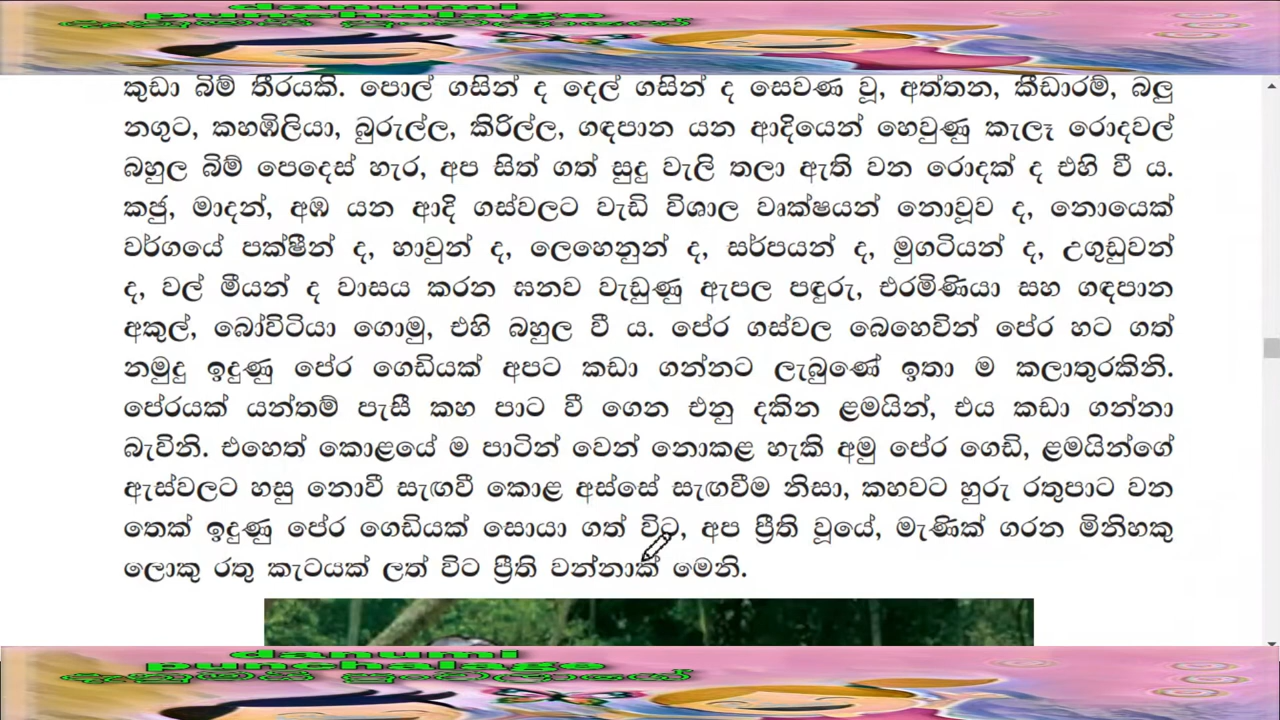 danumi
punchalage
දැනුමති පුංචාලාගේ
කුඩා බිම් තීරයකි. පොල් ගසින් ද දෙල් ගසින් ද සෙවණ වූ, අත්තන, කීඩාරම්, බලු
නගුට, කහඹිලියා, බුරුල්ල, කිරිල්ල, ගඳපාන යන ආදියෙන් හෙවුණු කැලෑ රොදවල්
බහුල බිම් පෙදෙස් හැර, අප සිත් ගත් සුදු වැලි තලා ඇති වන රොදක් ද එහි වී ය.
කජු, මාදන්, අඹ යන ආදි ගස්වලට වැඩි විශාල වෘක්ෂයන් නොවූව ද, නොයෙක්
වර්ගයේ පක්ෂීන් ද, හාවුන් ද, ලෙහෙනුන් ද, සර්පයන් ද, මුගටියන් ද, උගුඩුවන්
ද, වල් මීයන් ද වාසය කරන ඝනව වැඩුණු ඇපල පඳුරු, එරමිණියා සහ ගඳපාන
අකුල්, බෝවිටියා ගොමු, එහි බහුල වී ය. පේර ගස්වල බෙහෙවින් පේර හට ගත්
නමුදු ඉදුණු පේර ගෙඩියක් අපට කඩා ගන්නට ලැබුණේ ඉතා ම කලාතුරකිනි.
පේරයක් යන්තම් පැසී කහ පාට වී ගෙන එනු දකින ළමයින්, එය කඩා ගන්නා
බැවිනි. එහෙත් කොළයේ ම පාටින් වෙන් නොකළ හැකි අමු පේර ගෙඩි, ළමයින්ගේ
ඇස්වලට හසු නොවී සැඟවී කොළ අස්සේ සැඟවීම නිසා, කහවට හුරු රතුපාට වන
තෙක් ඉදුණු පේර ගෙඩියක් සොයා ගත් විට, අප ප්‍රීති වූයේ, මැණික් ගරන මිනිහකු
ලොකු රතු කැටයක් ලත් විට ප්‍රීති වන්නාක් මෙනි.
danumi
punchalage